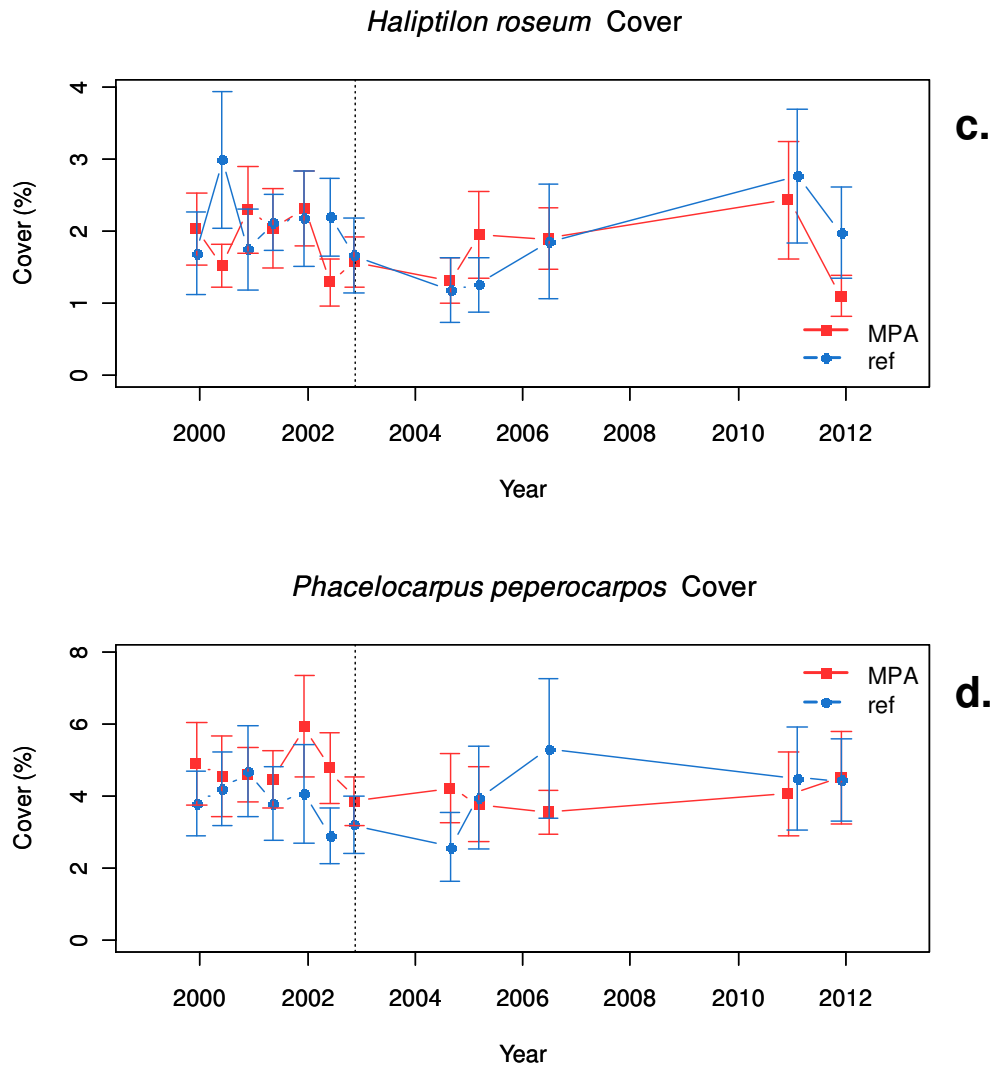 Haliptilon roseum Cover
c.
Cover (%)
4
3
2
1
0
MPA
ref
2000 2002 2004 2006 2008 2010 2012
Year
Phacelocarpus peperocarpos Cover
d.
Cover (%)
8
6
4
2
0
MPA
ref
2000 2002 2004 2006 2008 2010 2012
Year